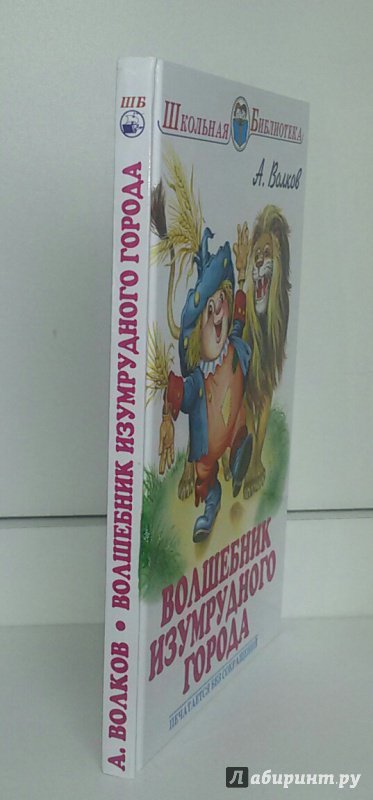 ШБ
А. ВОЛКОВ • ВОЛШЕБНИК ИЗУМРУДНОГО ГОРОДА
ШКОЛЬНАЯ БИБЛИОТЕКА
А. Волков
ВОЛШЕБНИК
ИЗУМРУДНОГО
ГОРОДА
ПЕЧАТАЕТСЯ БЕЗ СОКРАЩЕНИЙ
Лабиринт.ру